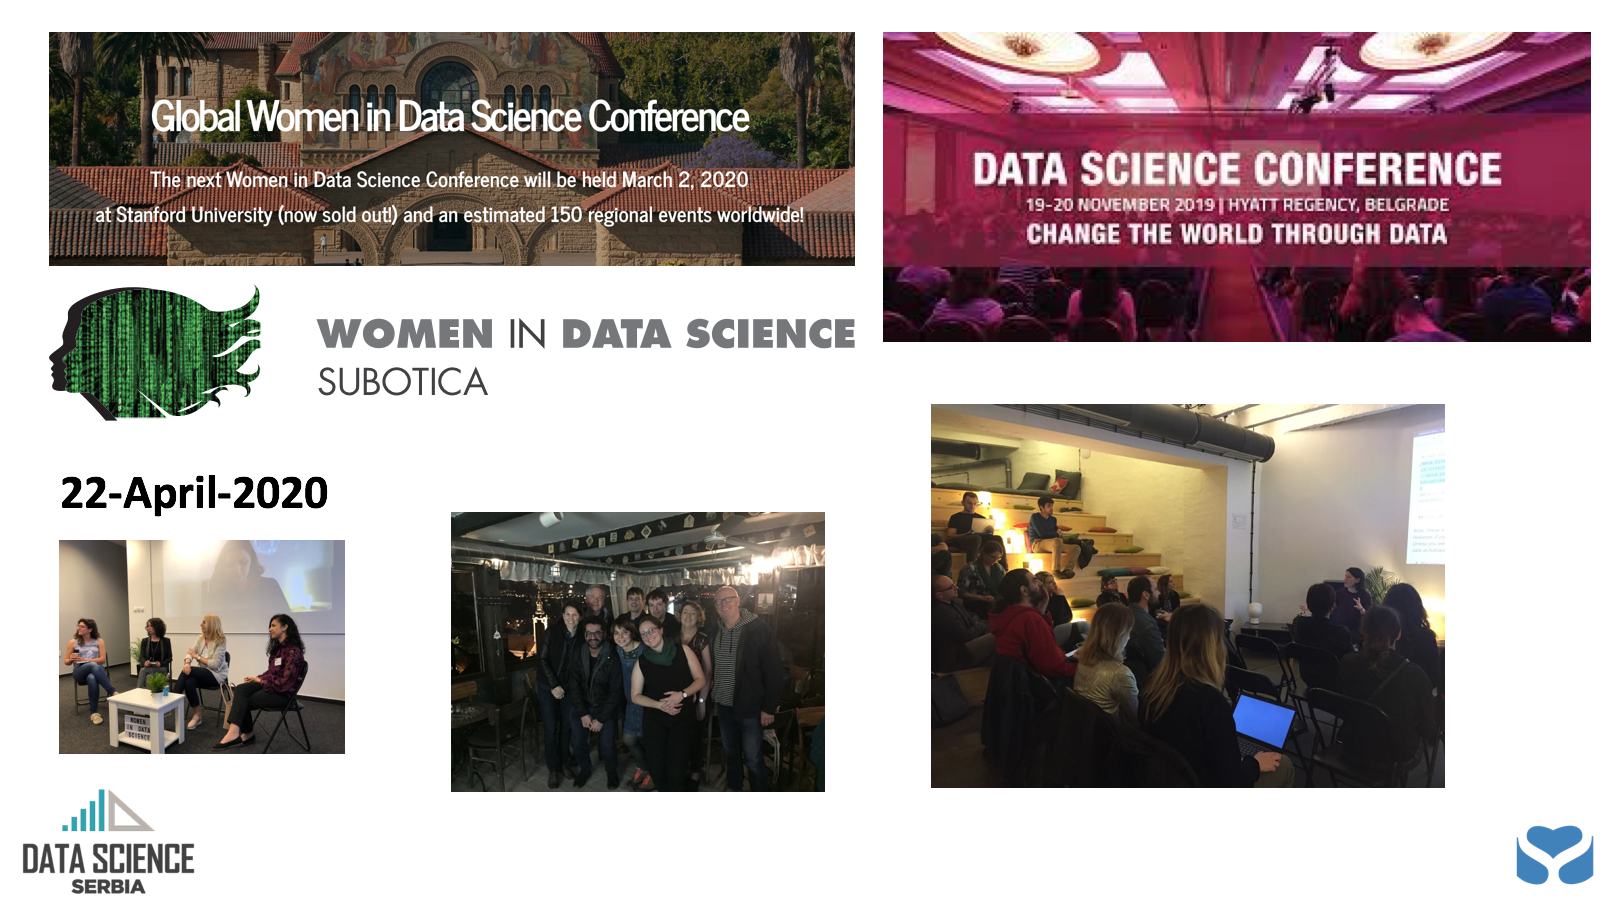 Global Women in Data Science Conference
The next Women in Data Science Conference will be held March 2, 2020
at Stanford University (now sold out!) and an estimated 150 regional events worldwide!
DATA SCIENCE CONFERENCE
19-20 NOVEMBER 2019 | HYATT REGENCY, BELGRADE
CHANGE THE WORLD THROUGH DATA
WOMEN IN DATA SCIENCE
SUBOTICA
22-April-2020
WOMEN
IN DATA
SCIENCE
DATA SCIENCE
SERBIA